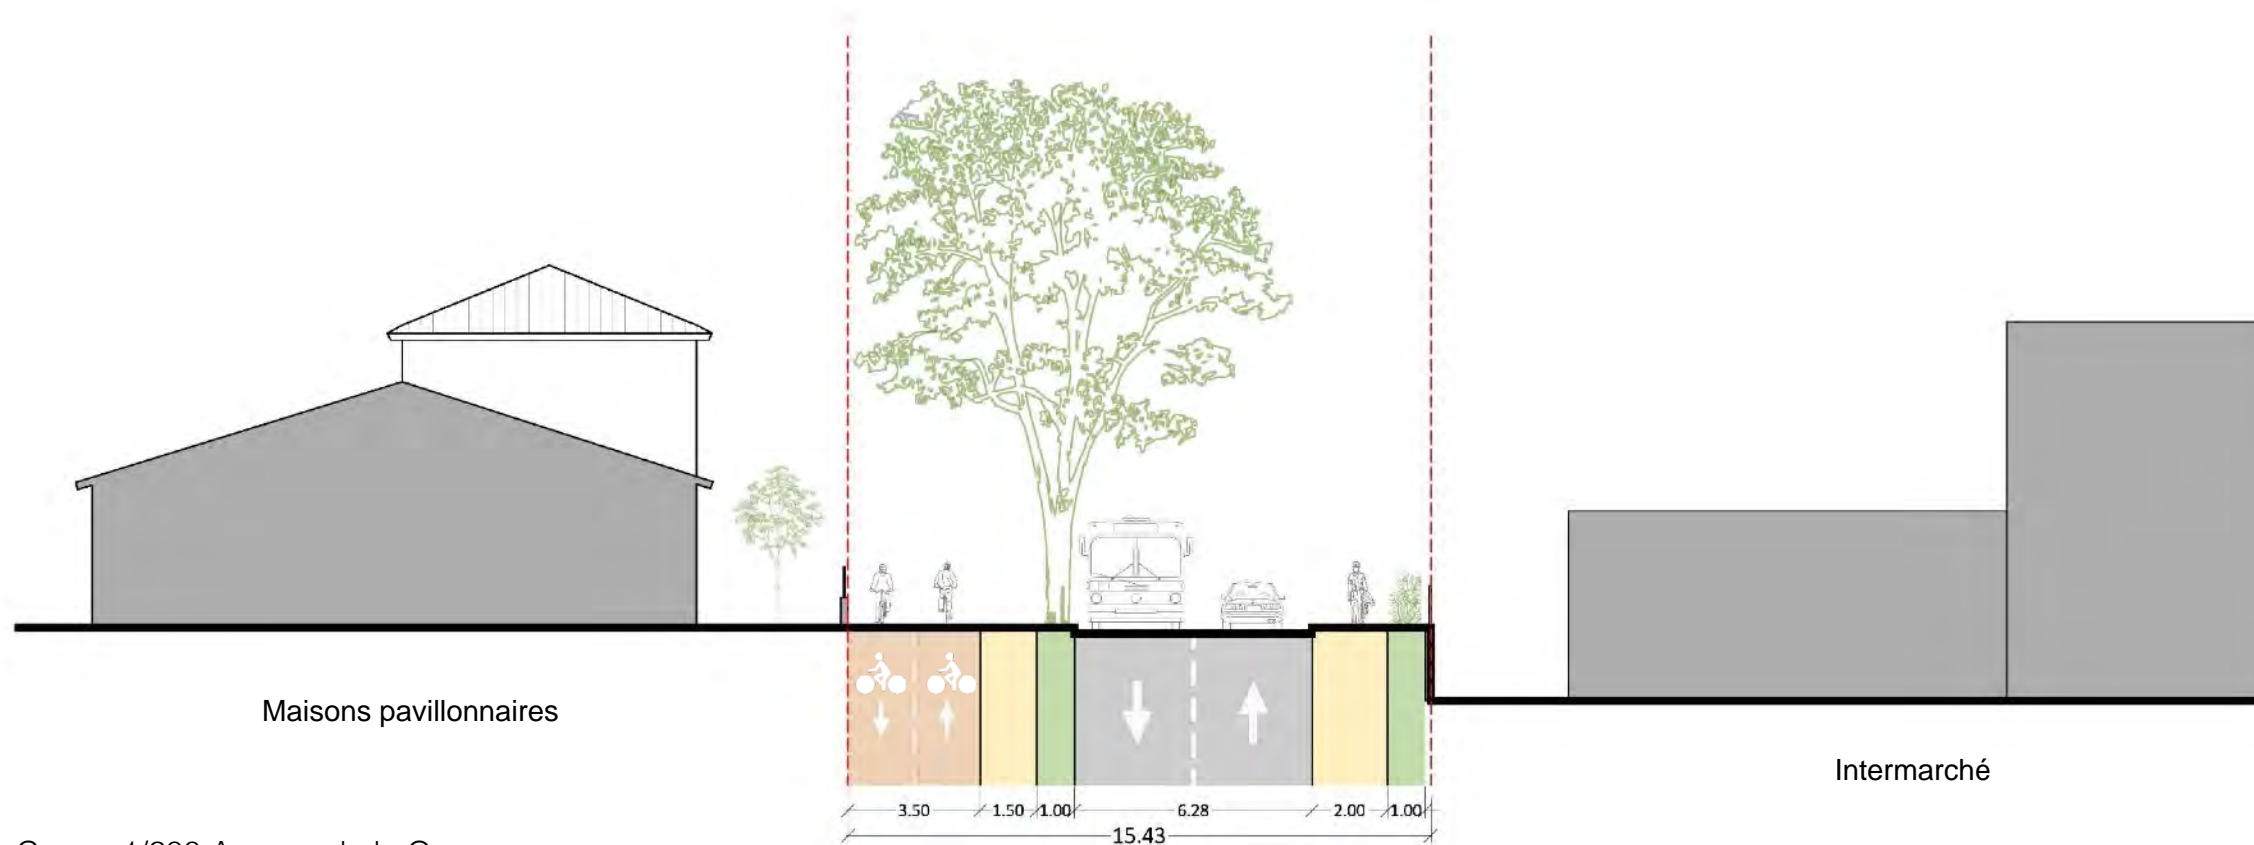 Maisons pavillonnaires
Intermarché
3.50 1.50 1.00 6.28 2.00 1.00
15.43